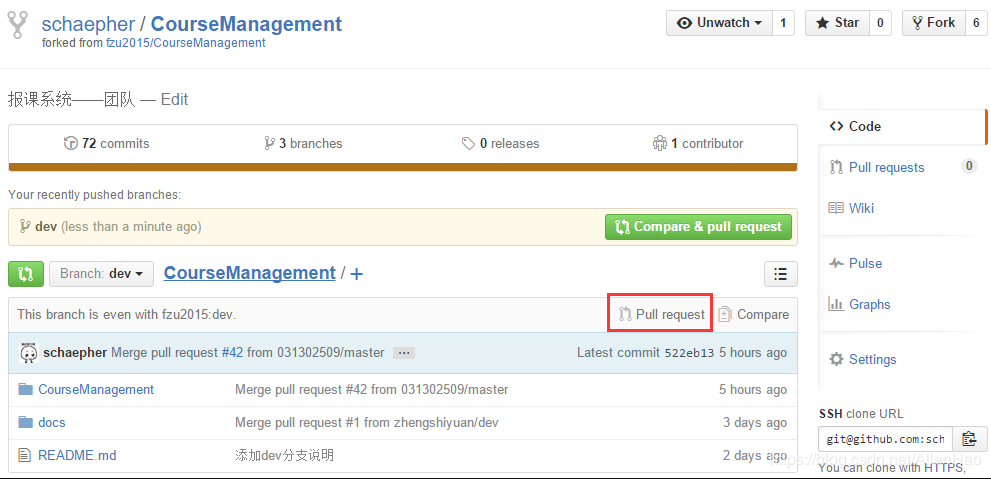 schaepher / CourseManagement
Unwatch 1 Star 0 Fork 6
forked from fzu2015/CourseManagement
报课系统——团队 — Edit
Code
72 commits 3 branches 0 releases 1 contributor
Pull requests 0
Your recently pushed branches:
Wiki
dev (less than a minute ago) Compare & pull request
Pulse
Branch: dev CourseManagement / +
Graphs
This branch is even with fzu2015:dev. Pull request Compare
schaepher Merge pull request #42 from 031302509/master ... Latest commit 522eb13 5 hours ago
Settings
CourseManagement Merge pull request #42 from 031302509/master 5 hours ago
SSH clone URL
docs Merge pull request #1 from zhengshiyuan/dev 3 days ago
git@github.com:sch
README.md 添加dev分支说明 2 days ago
https://blog.csdn.net/AllenHao
You can clone with HTTPS,